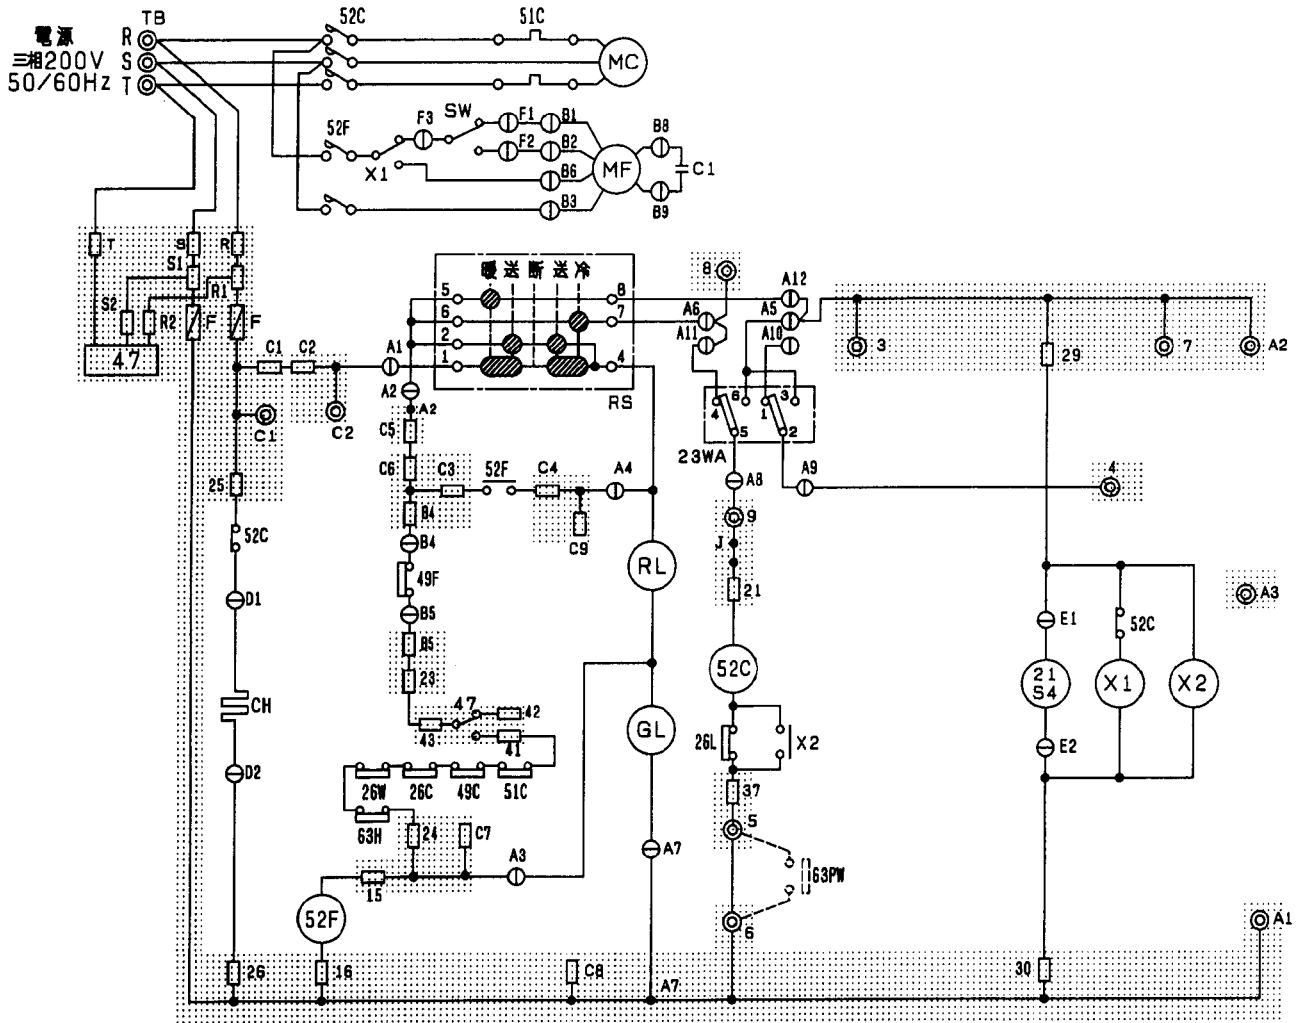 TB
電源
三相200V
50/60Hz
R
S
T
52C
51C
MC
52F
X1
F3
SW
F1
B1
F2
B2
B6
B3
MF
B8
C1
B9
T
S
R
S1
R1
S2
R2
F
F
47
暖 送 断 送 冷
5
6
2
1
8
7
4
RS
C1
C2
A1
C1
C2
A2
A2
8
A12
A6
A5
A11
A10
3
29
7
A2
4
6
1
3
5
2
23WA
A8
A9
4
25
C5
C6
C3
52F
C4
A4
C9
B4
B4
49F
B5
B5
23
52C
D1
CH
D2
26
RL
GL
A7
9
J
21
52C
26L
X2
37
5
63PW
6
47
42
43
41
26W
26C
49C
51C
63H
24
C7
A3
15
52F
16
C8
A7
E1
52C
21
S4
X1
X2
E2
30
A3
A1